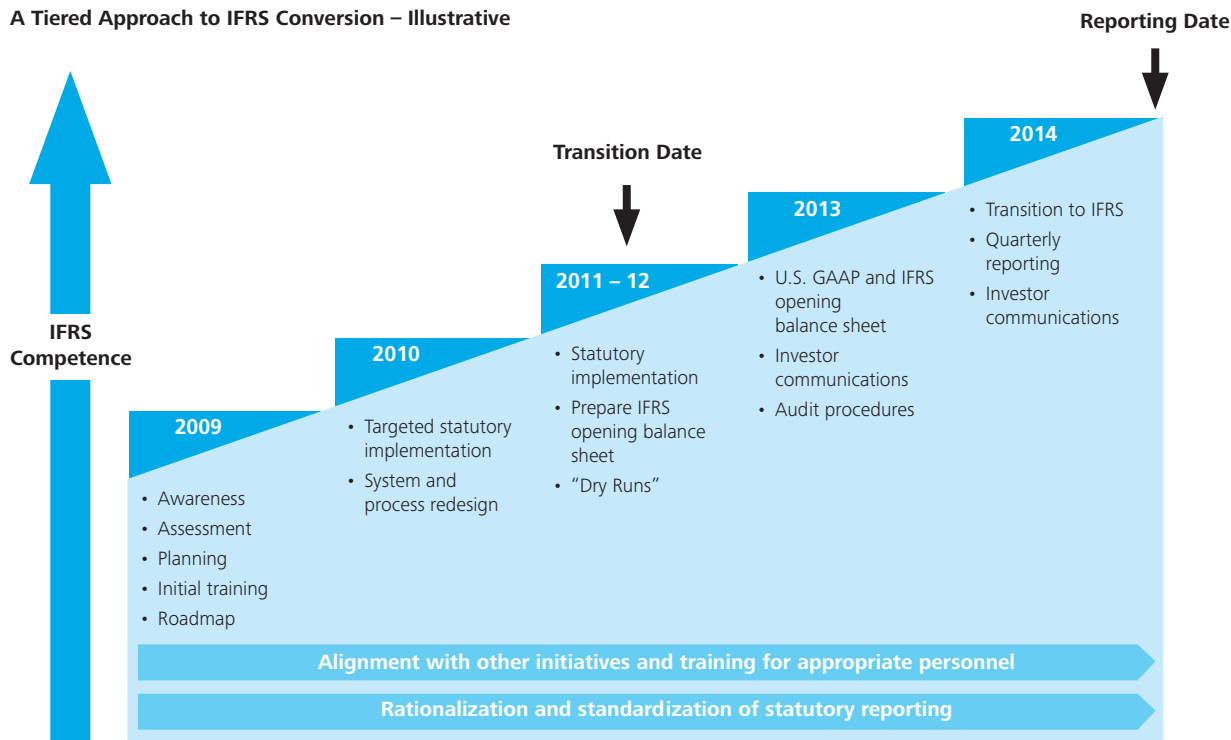 A Tiered Approach to IFRS Conversion – Illustrative
Reporting Date
Transition Date
IFRS
Competence
2009
• Awareness
• Assessment
• Planning
• Initial training
• Roadmap
2010
• Targeted statutory
implementation
• System and
process redesign
2011 – 12
• Statutory
implementation
• Prepare IFRS
opening balance
sheet
• “Dry Runs”
2013
• U.S. GAAP and IFRS
opening
balance sheet
• Investor
communications
• Audit procedures
2014
• Transition to IFRS
• Quarterly
reporting
• Investor
communications
Alignment with other initiatives and training for appropriate personnel
Rationalization and standardization of statutory reporting